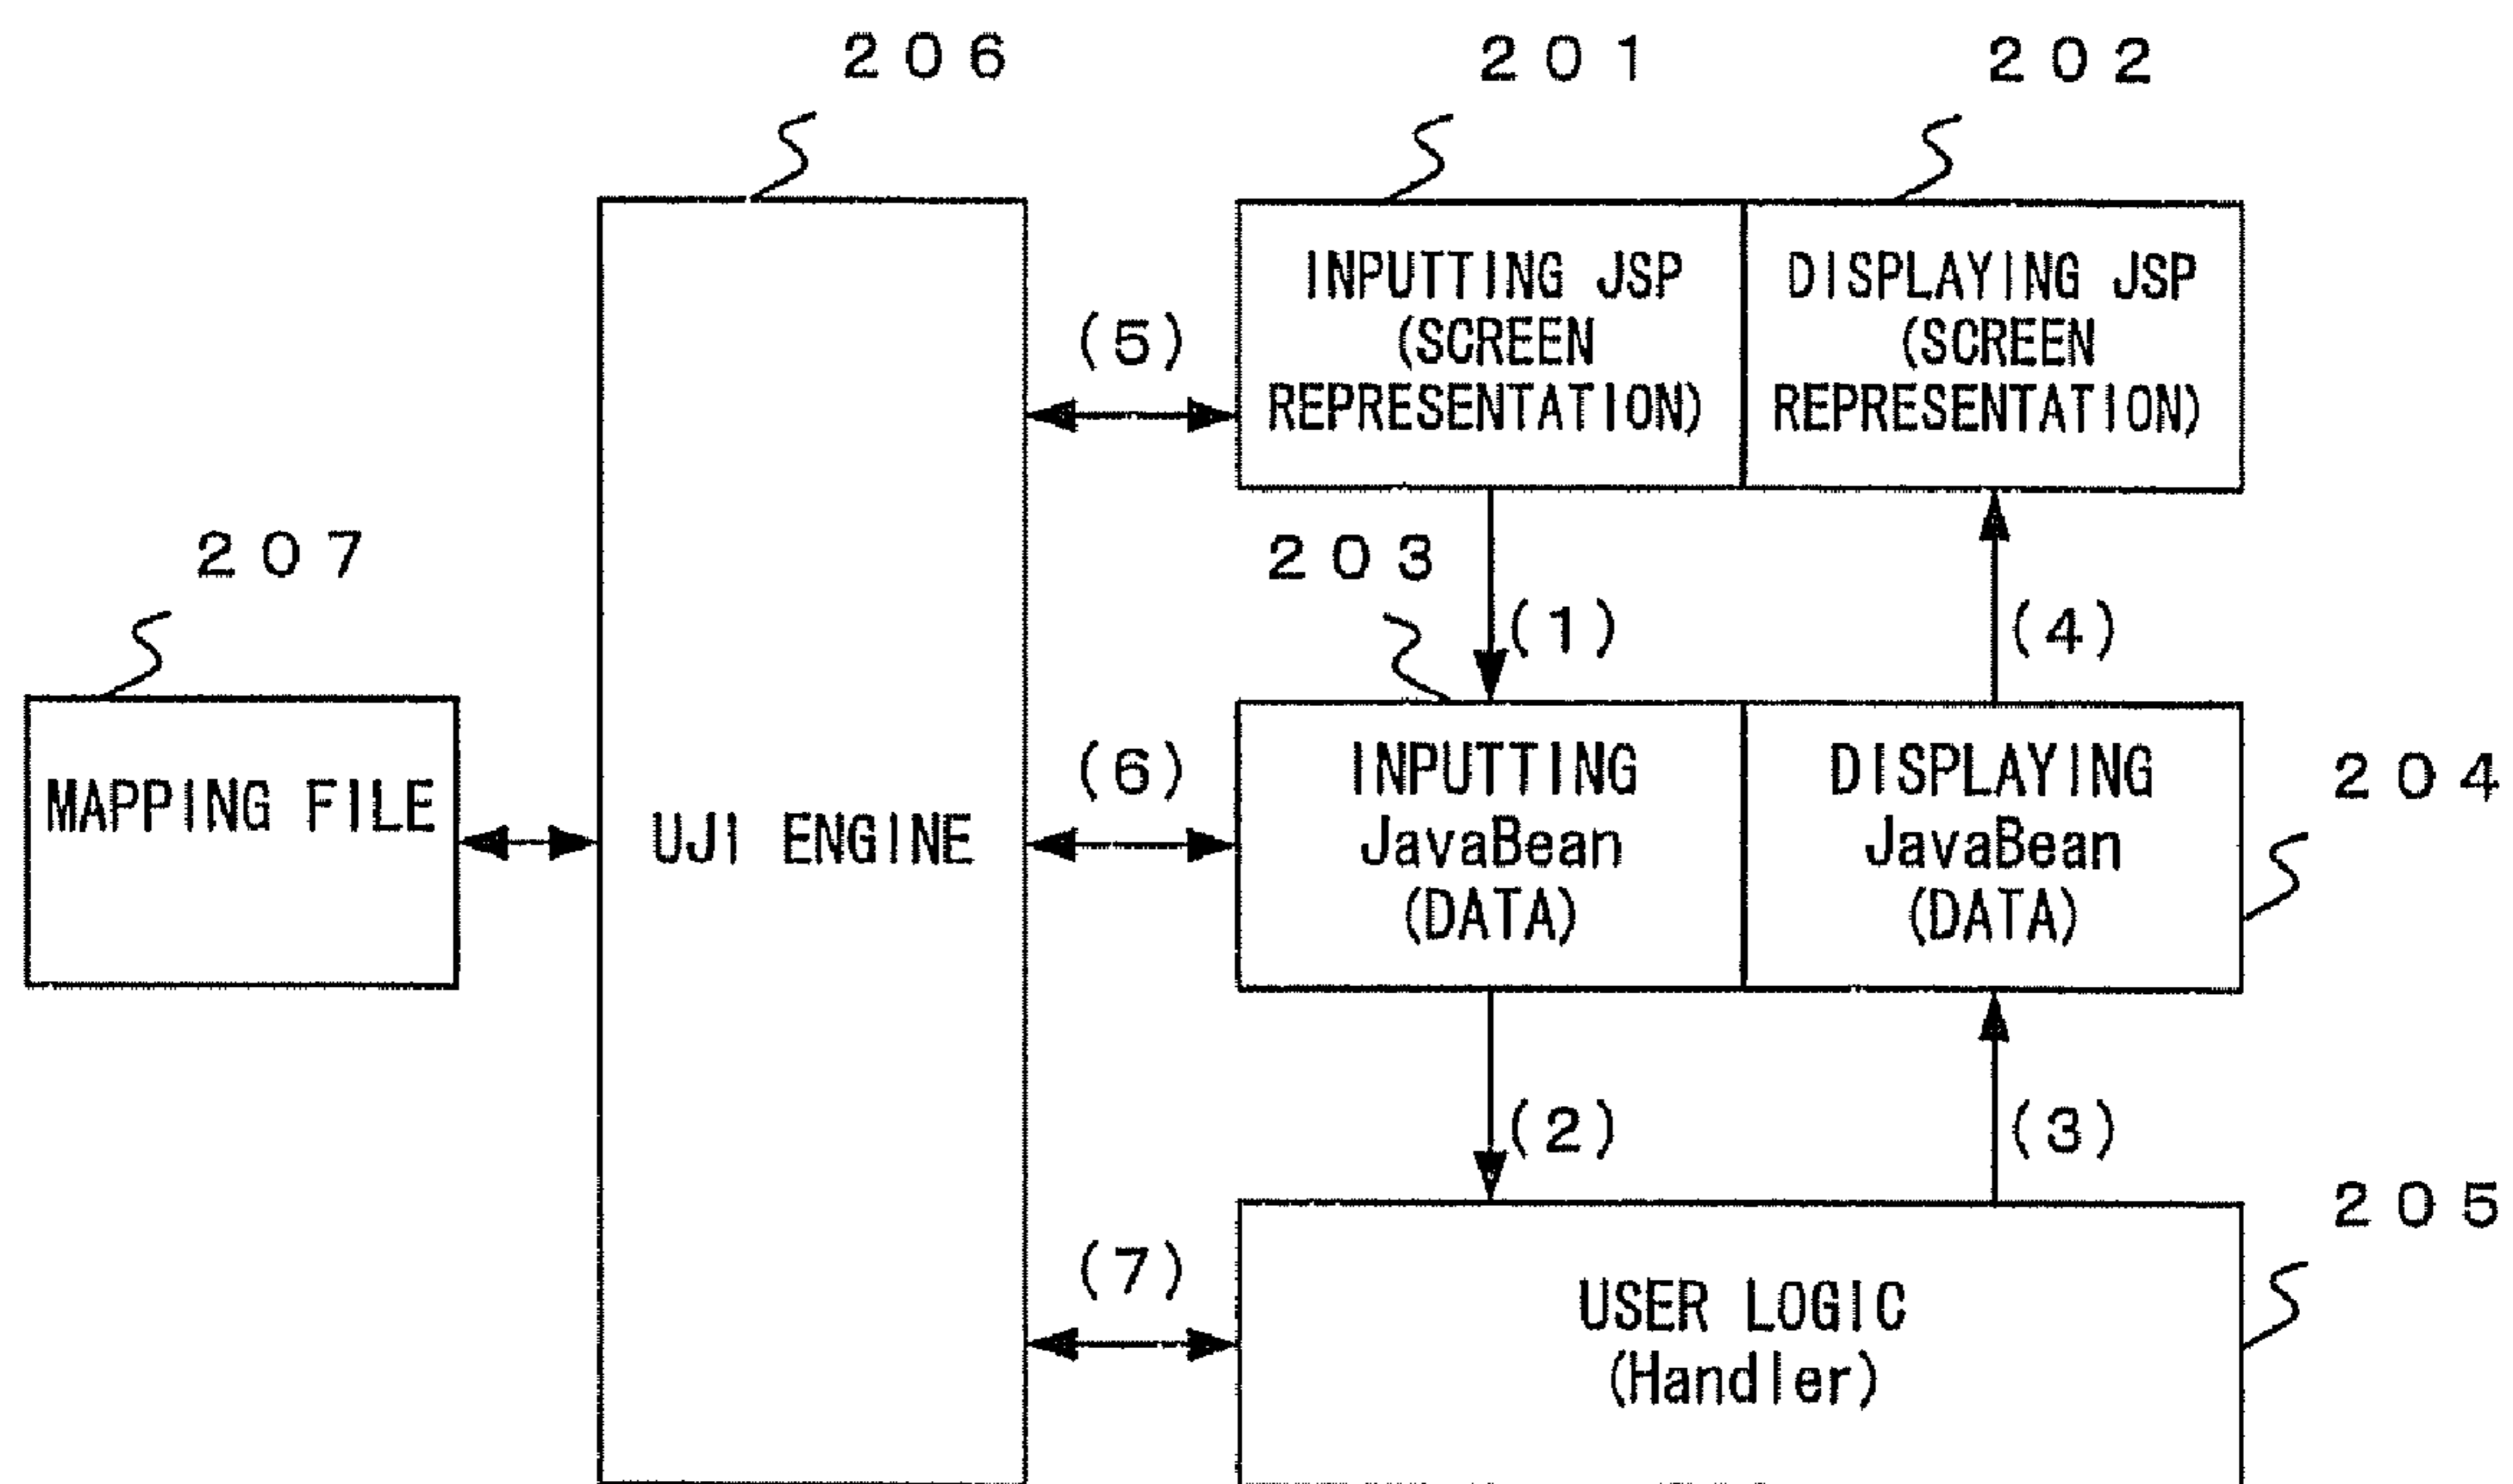 ２０６
２０１
２０２
INPUTTING JSP
(SCREEN
REPRESENTATION)
DISPLAYING JSP
(SCREEN
REPRESENTATION)
(5)
２０７
２０３
(1)
(4)
MAPPING FILE
UJI ENGINE
(6)
INPUTTING
JavaBean
(DATA)
DISPLAYING
JavaBean
(DATA)
２０４
(2)
(3)
２０５
(7)
USER LOGIC
(Handler)